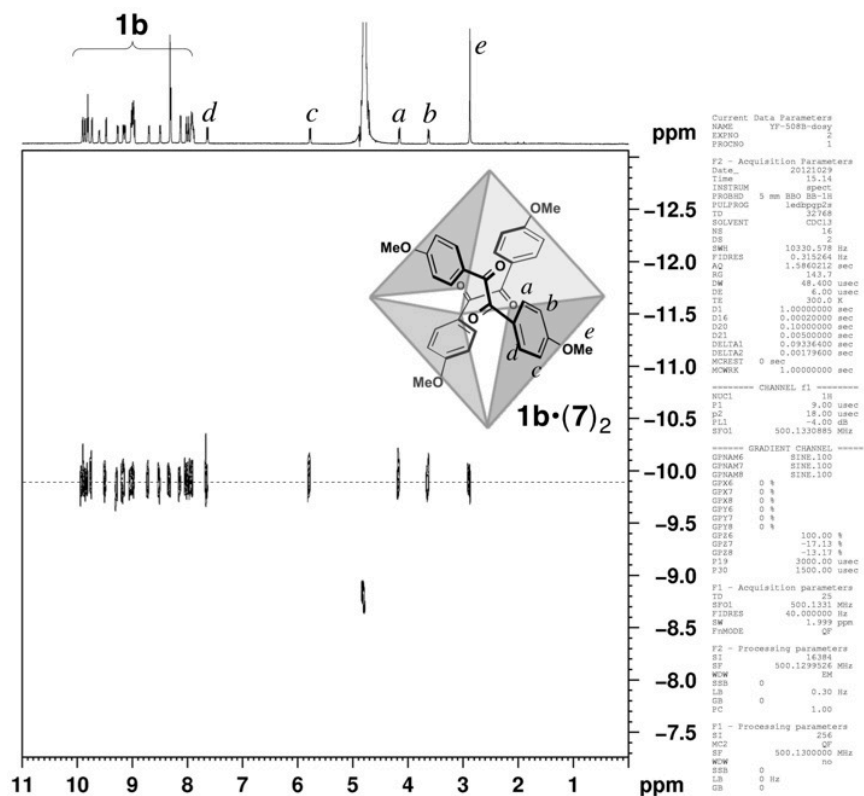 1b
d
c
a
b
e
ppm
−12.5
−12.0
−11.5
−11.0
−10.5
−10.0
−9.5
−9.0
−8.5
−8.0
−7.5
OMe
MeO
O
O
O
O
a
b
e
d
OMe
c
MeO
1b•(7)2
11 10 9 8 7 6 5 4 3 2 1 ppm
Current Data Parameters
NAME YF-508B-dosy
EXPNO 2
PROCNO 1
F2 - Acquisition Parameters
Date_ 20121029
Time 15.14
INSTRUM spect
PROBHD 5 mm BBO BB-1H
PULPROG ledbpgp2s
TD 32768
SOLVENT CDCl3
NS 16
DS 2
SWH 10330.578 Hz
FIDRES 0.315264 Hz
AQ 1.5860212 sec
RG 143.7
DW 48.400 usec
DE 6.00 usec
TE 300.0 K
D1 1.00000000 sec
D16 0.00020000 sec
D20 0.10000000 sec
D21 0.00500000 sec
DELTA1 0.09336400 sec
DELTA2 0.00179600 sec
MCREST 0 sec
MCWRK 1.00000000 sec
======== CHANNEL f1 ========
NUC1 1H
P1 9.00 usec
p2 18.00 usec
PL1 -4.00 dB
SFO1 500.1330885 MHz
====== GRADIENT CHANNEL =====
GPNAM6 SINE.100
GPNAM7 SINE.100
GPNAM8 SINE.100
GPX6 0 %
GPX7 0 %
GPX8 0 %
GPY6 0 %
GPY7 0 %
GPY8 0 %
GPZ6 100.00 %
GPZ7 -17.13 %
GPZ8 -13.17 %
P19 3000.00 usec
P30 1500.00 usec
F1 - Acquisition parameters
TD 25
SFO1 500.1331 MHz
FIDRES 40.000000 Hz
SW 1.999 ppm
FnMODE QF
F2 - Processing parameters
SI 16384
SF 500.1299526 MHz
WDW EM
SSB 0
LB 0.30 Hz
GB 0
PC 1.00
F1 - Processing parameters
SI 256
MC2 QF
SF 500.1300000 MHz
WDW no
SSB 0
LB 0 Hz
GB 0